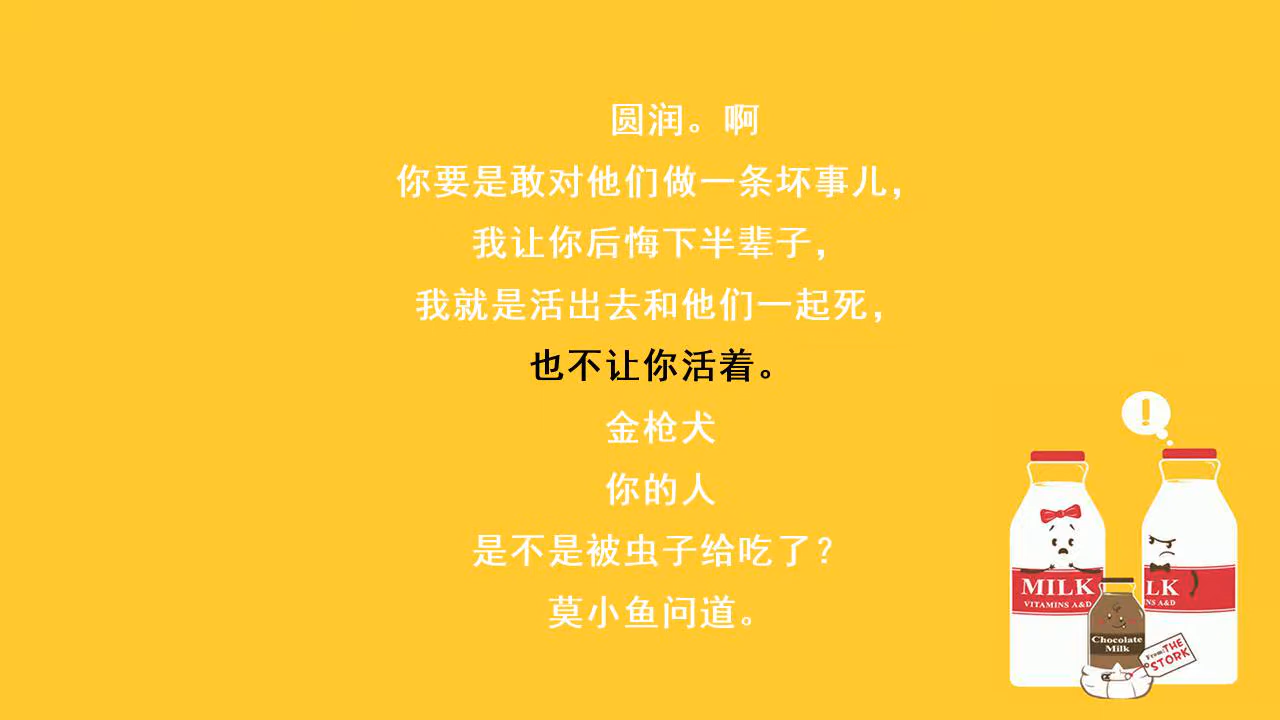 圆润。啊
你要是敢对他们做一条坏事儿，
我让你后悔下半辈子，
我就是活出去和他们一起死，
也不让你活着。
金枪犬
你的人
是不是被虫子给吃了？
莫小鱼问道。
!
MILK
VITAMINS A&D
LK
NS A&D
Chocolate
Milk
From: THE
STORK